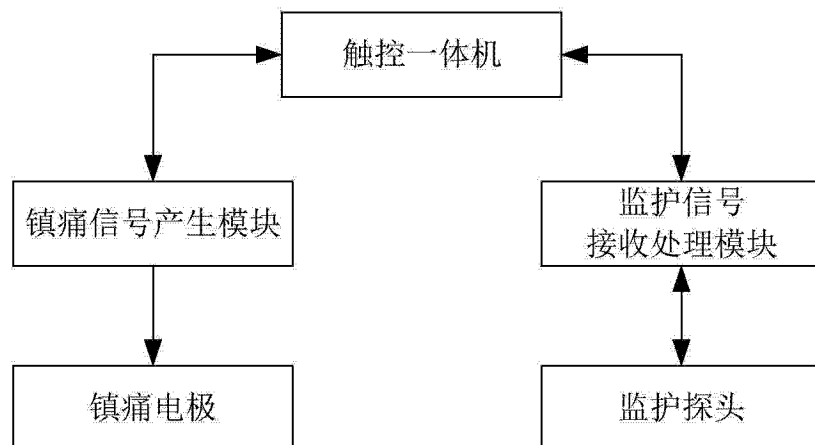 触控一体机
镇痛信号产生模块
监护信号
接收处理模块
镇痛电极
监护探头